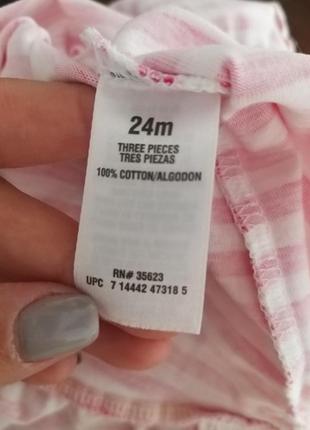 24m
THREE PIECES
TRES PIEZAS
100% COTTON/ALGODON
RN# 35623
UPC 7 14442 47318 5